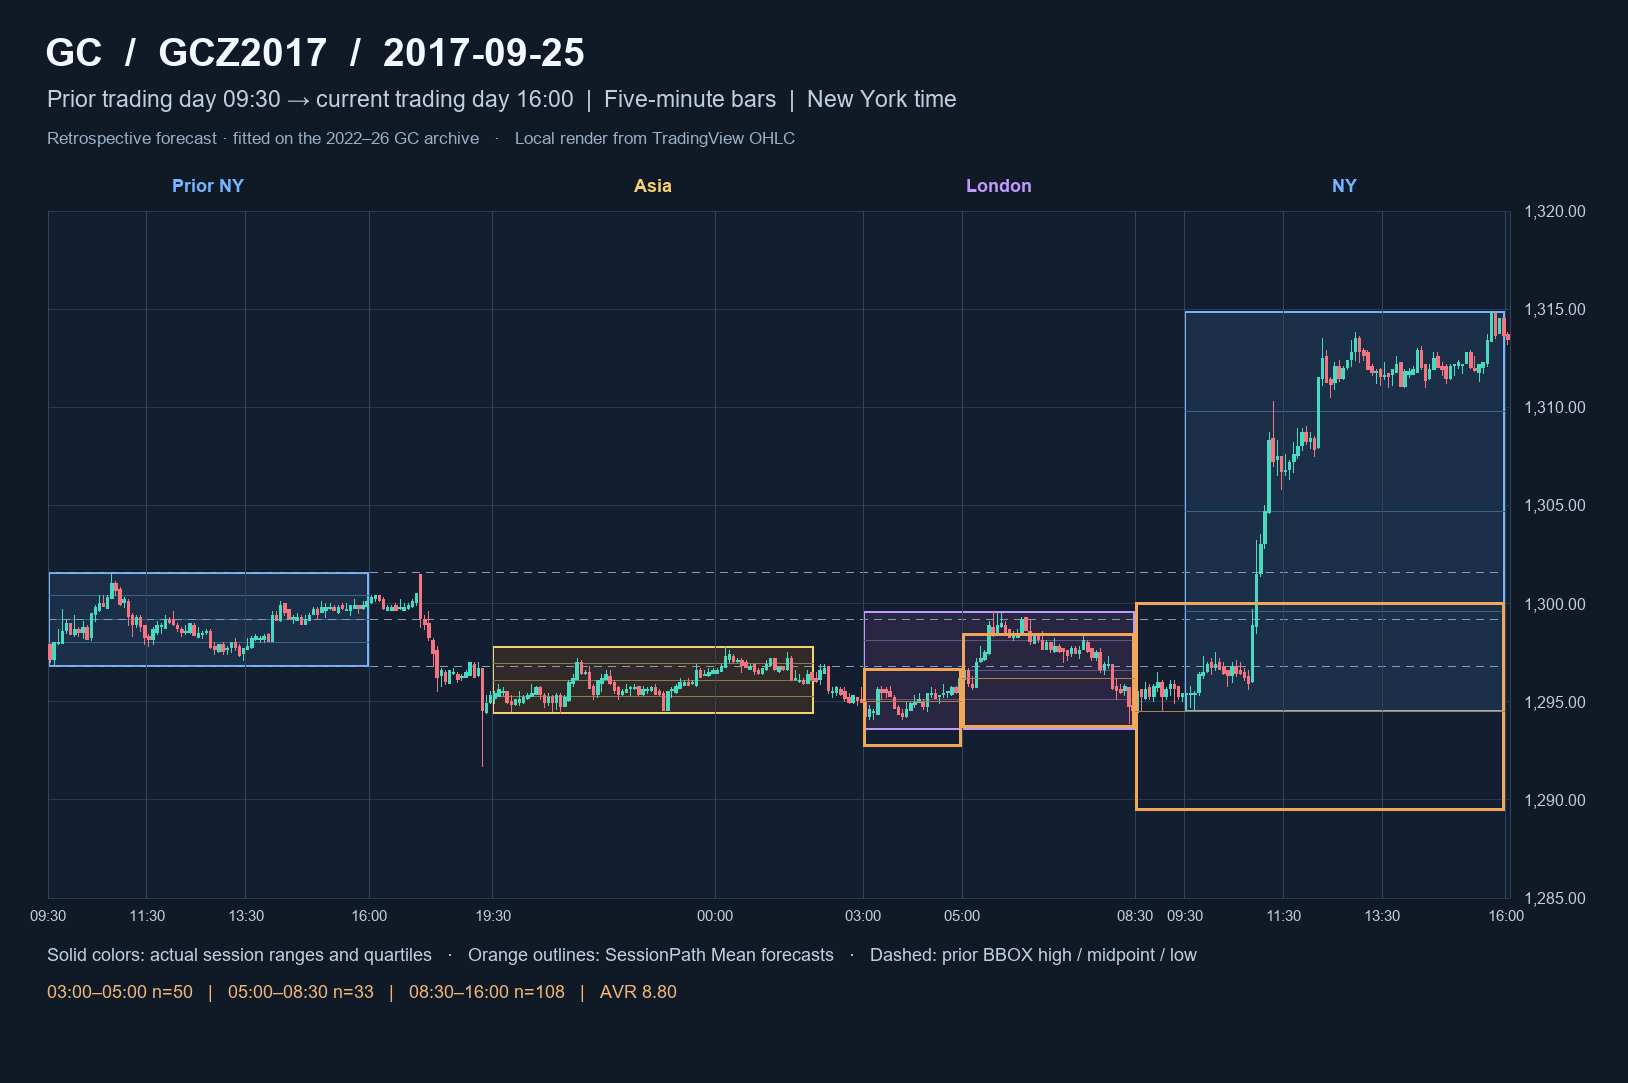 GC / GCZ2017 / 2017-09-25
Prior trading day 09:30 → current trading day 16:00 | Five-minute bars | New York time
Retrospective forecast · fitted on the 2022–26 GC archive · Local render from TradingView OHLC
Prior NY Asia London NY
1,320.00
1,315.00
1,310.00
1,305.00
1,300.00
1,295.00
1,290.00
1,285.00
09:30 11:30 13:30 16:00 19:30 00:00 03:00 05:00 08:30 09:30 11:30 13:30 16:00
Solid colors: actual session ranges and quartiles · Orange outlines: SessionPath Mean forecasts · Dashed: prior BBOX high / midpoint / low
03:00–05:00 n=50 | 05:00–08:30 n=33 | 08:30–16:00 n=108 | AVR 8.80